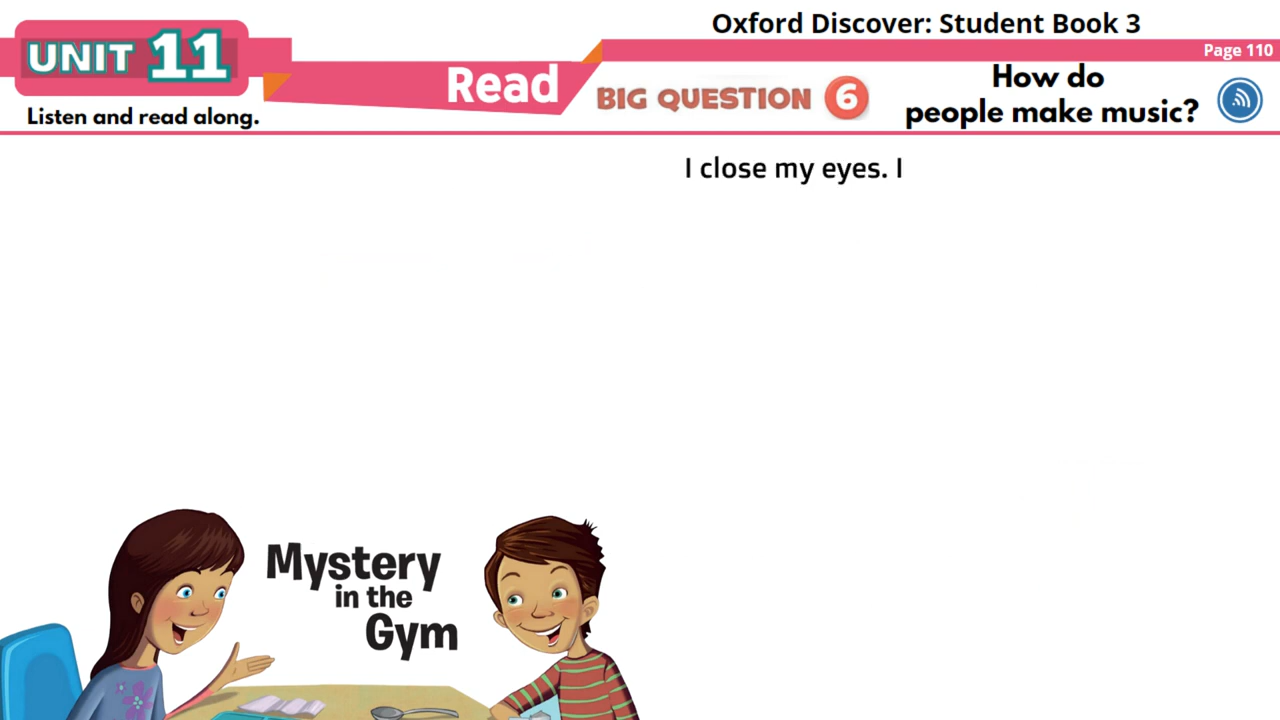 Oxford Discover: Student Book 3
UNIT 11
Page 110
Read
BIG QUESTION 6
How do
people make music?
Listen and read along.
I close my eyes. I
Mystery
in the
Gym